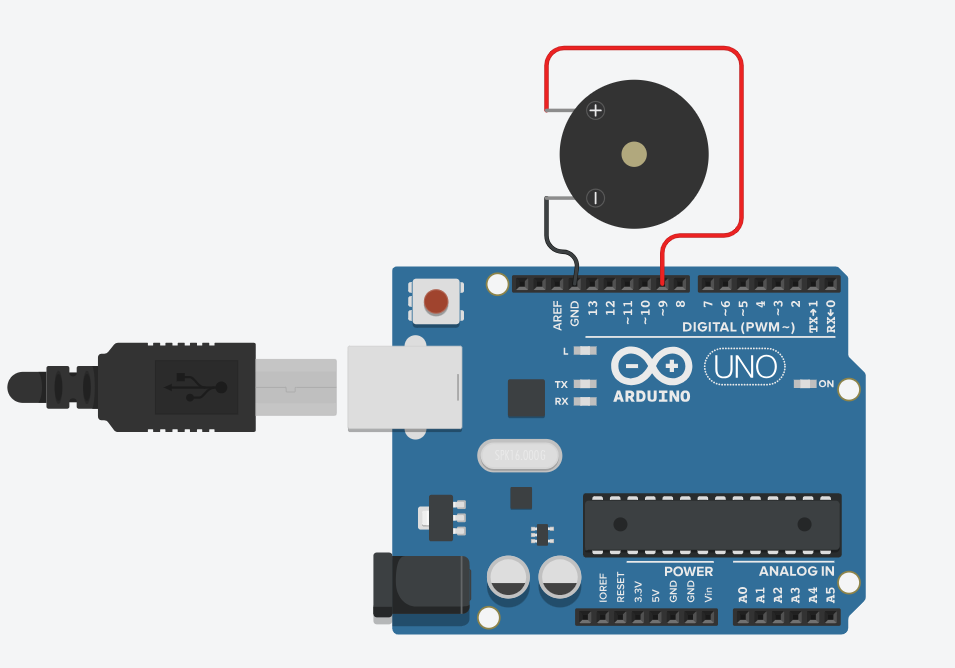 +
−
AREF
GND
13
12
~11
~10
~9
8
7
~6
~5
4
~3
2
TX→1
RX←0
DIGITAL (PWM~)
L
TX
RX
UNO
ON
ARDUINO
POWER
ANALOG IN
IOREF
RESET
3.3V
5V
GND
GND
Vin
A0
A1
A2
A3
A4
A5